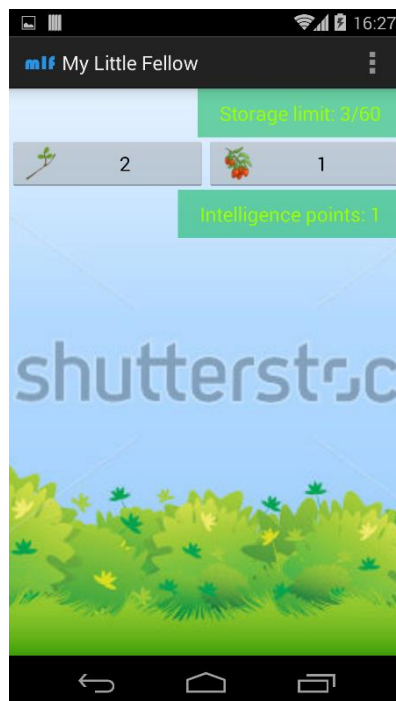 16:27
mlf My Little Fellow
Storage limit: 3/60
2 1
Intelligence points: 1
shutterstoc